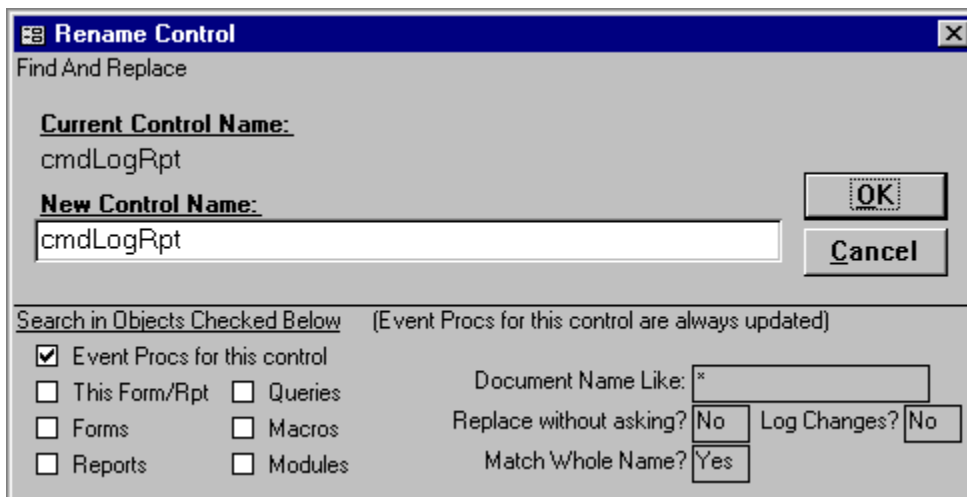 Rename Control
Find And Replace
Current Control Name:
cmdLogRpt
New Control Name:
cmdLogRpt
OK
Cancel
Search in Objects Checked Below (Event Procs for this control are always updated)
Event Procs for this control
This Form/Rpt Queries
Forms Macros
Reports Modules
Document Name Like: *
Replace without asking? No Log Changes? No
Match Whole Name? Yes